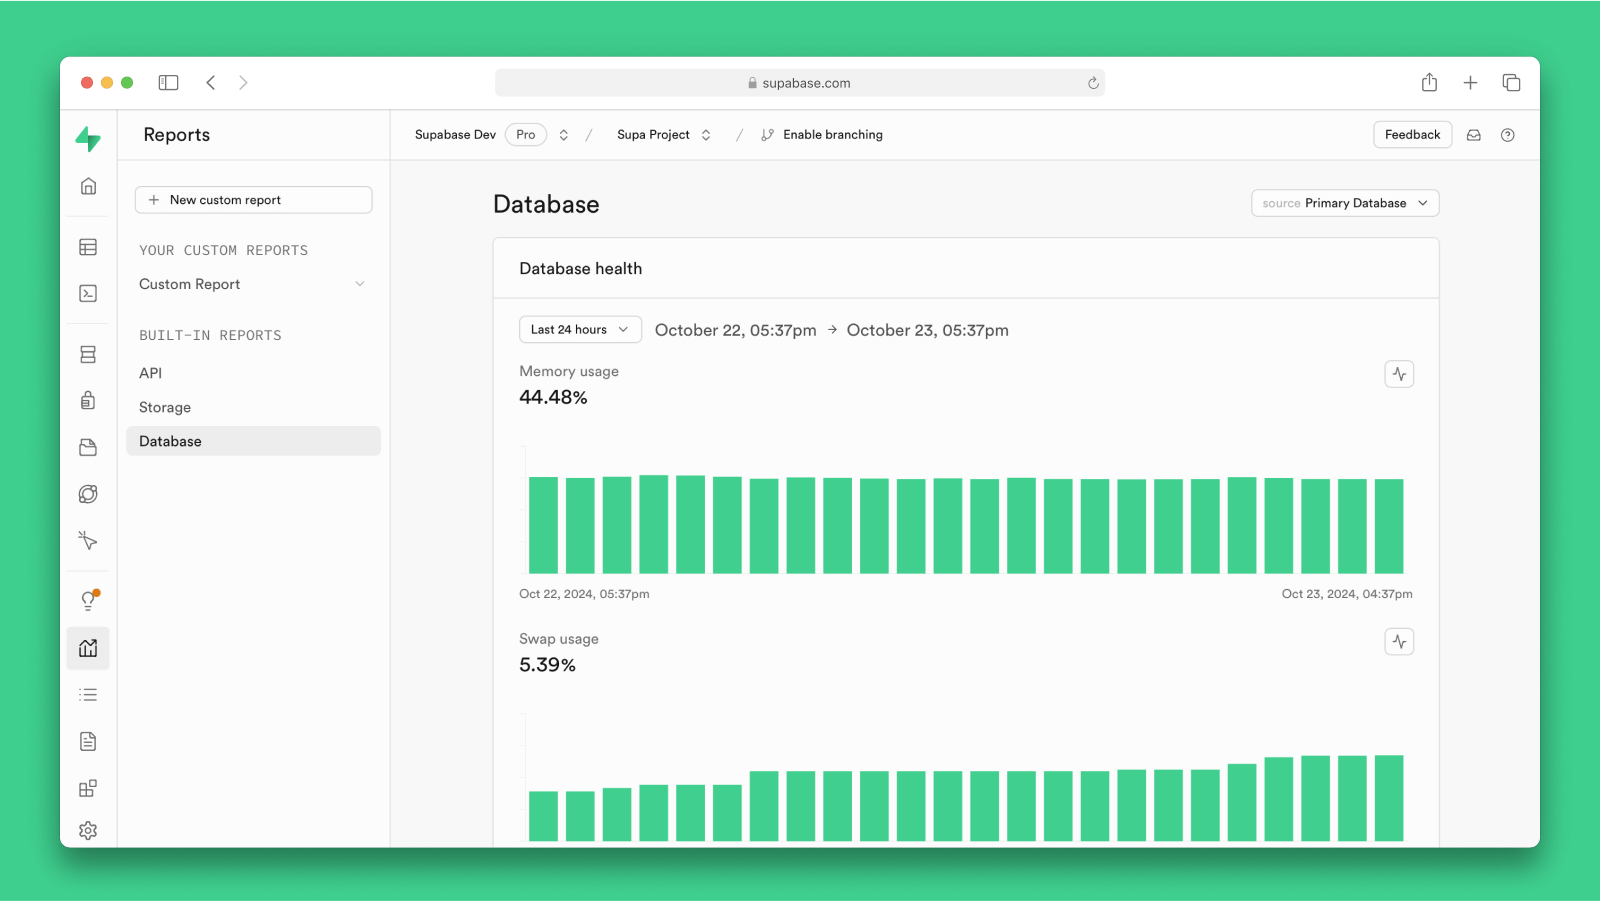 supabase.com
Reports
Supabase Dev Pro / Supa Project / Enable branching
Feedback
New custom report
YOUR CUSTOM REPORTS
Custom Report
BUILT-IN REPORTS
API
Storage
Database
Database
source Primary Database
Database health
Last 24 hours October 22, 05:37pm → October 23, 05:37pm
Memory usage
44.48%
Oct 22, 2024, 05:37pm Oct 23, 2024, 04:37pm
Swap usage
5.39%